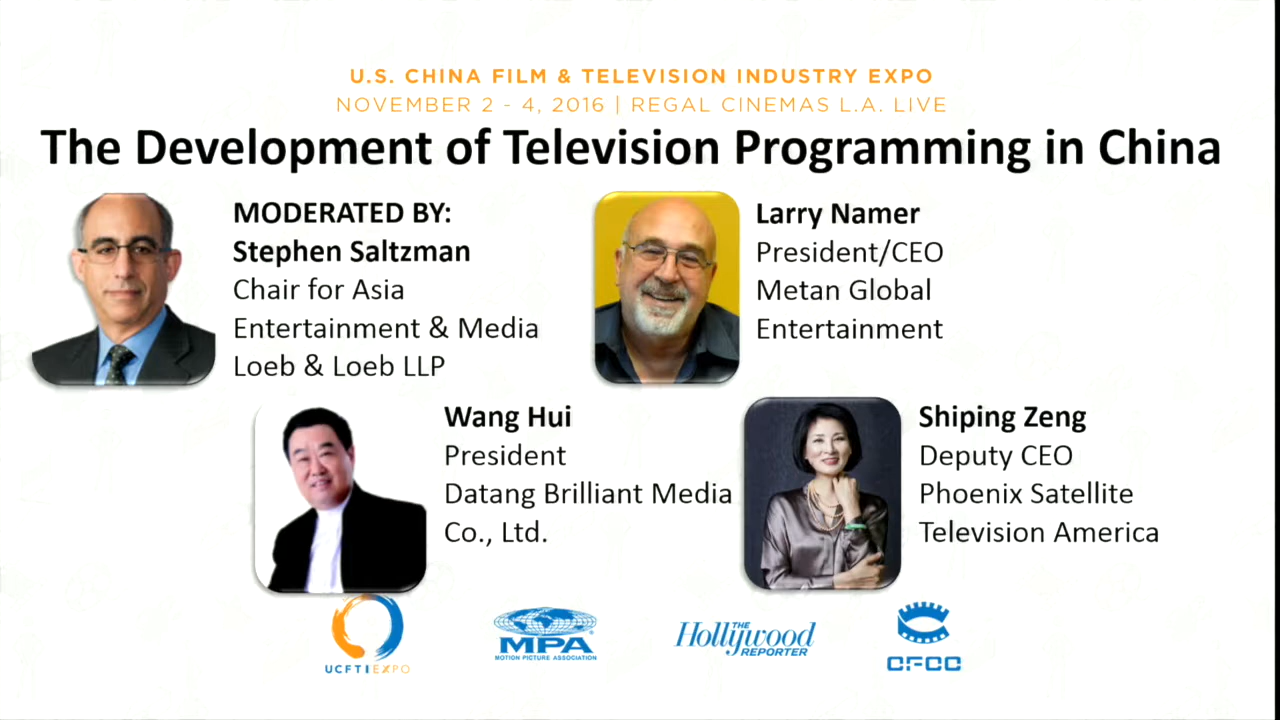 U.S. CHINA FILM & TELEVISION INDUSTRY EXPO
NOVEMBER 2 - 4, 2016 | REGAL CINEMAS L.A. LIVE
The Development of Television Programming in China
MODERATED BY:
Stephen Saltzman
Chair for Asia
Entertainment & Media
Loeb & Loeb LLP
Larry Namer
President/CEO
Metan Global
Entertainment
Wang Hui
President
Datang Brilliant Media
Co., Ltd.
Shiping Zeng
Deputy CEO
Phoenix Satellite
Television America
UCFTI EXPO
MPA
MOTION PICTURE ASSOCIATION
THE
Hollywood
REPORTER
CFCC